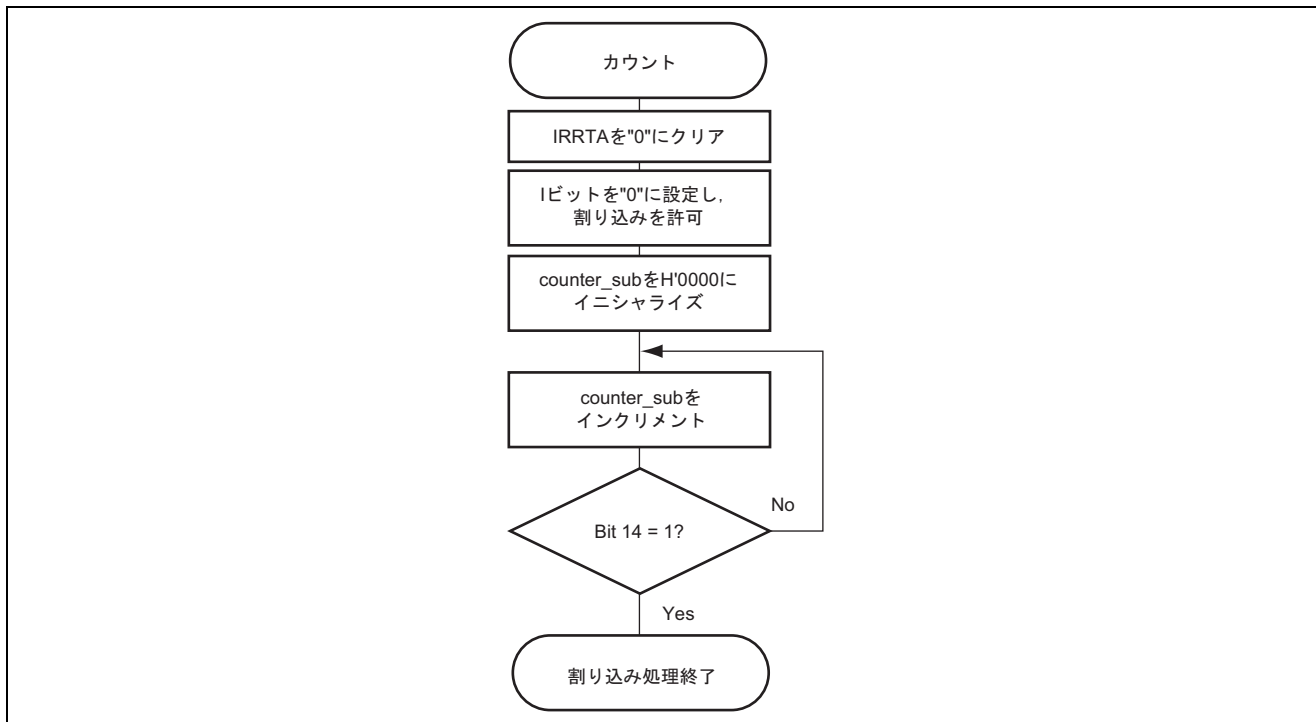 カウント
IRRTAを"0"にクリア
Iビットを"0"に設定し,
割り込みを許可
counter_subをH'0000に
イニシャライズ
counter_subを
インクリメント
No
Bit 14 = 1?
Yes
割り込み処理終了